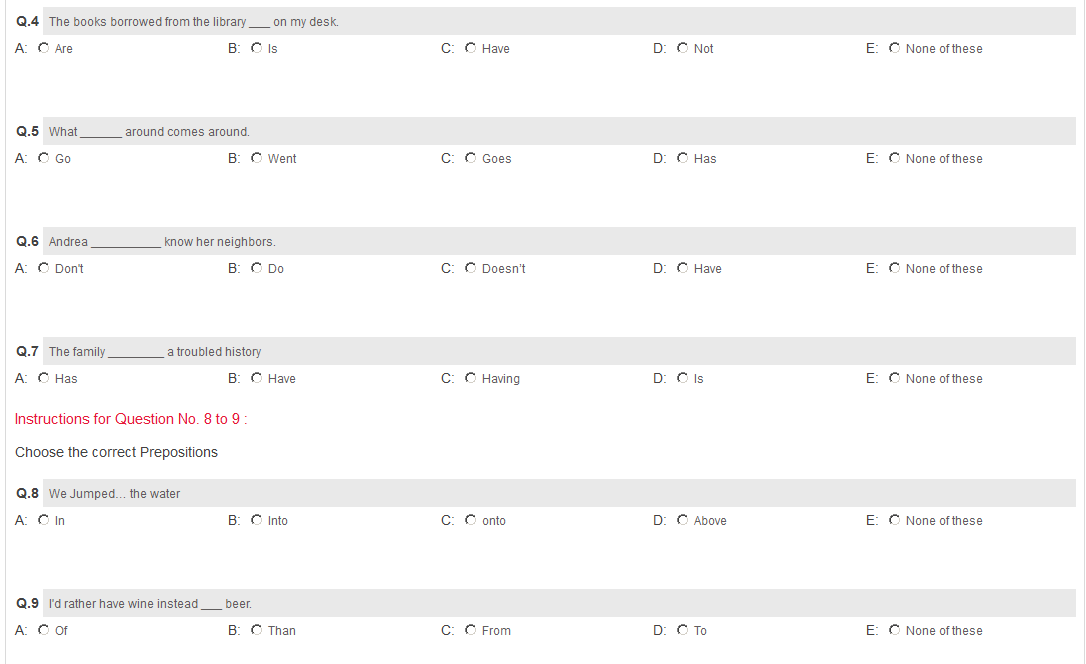 Q.4 The books borrowed from the library ___ on my desk.
A: Are B: Is C: Have D: Not E: None of these
Q.5 What ______ around comes around.
A: Go B: Went C: Goes D: Has E: None of these
Q.6 Andrea __________ know her neighbors.
A: Don't B: Do C: Doesn't D: Have E: None of these
Q.7 The family ________ a troubled history
A: Has B: Have C: Having D: Is E: None of these
Instructions for Question No. 8 to 9 :
Choose the correct Prepositions
Q.8 We Jumped... the water
A: In B: Into C: onto D: Above E: None of these
Q.9 I'd rather have wine instead ___ beer.
A: Of B: Than C: From D: To E: None of these